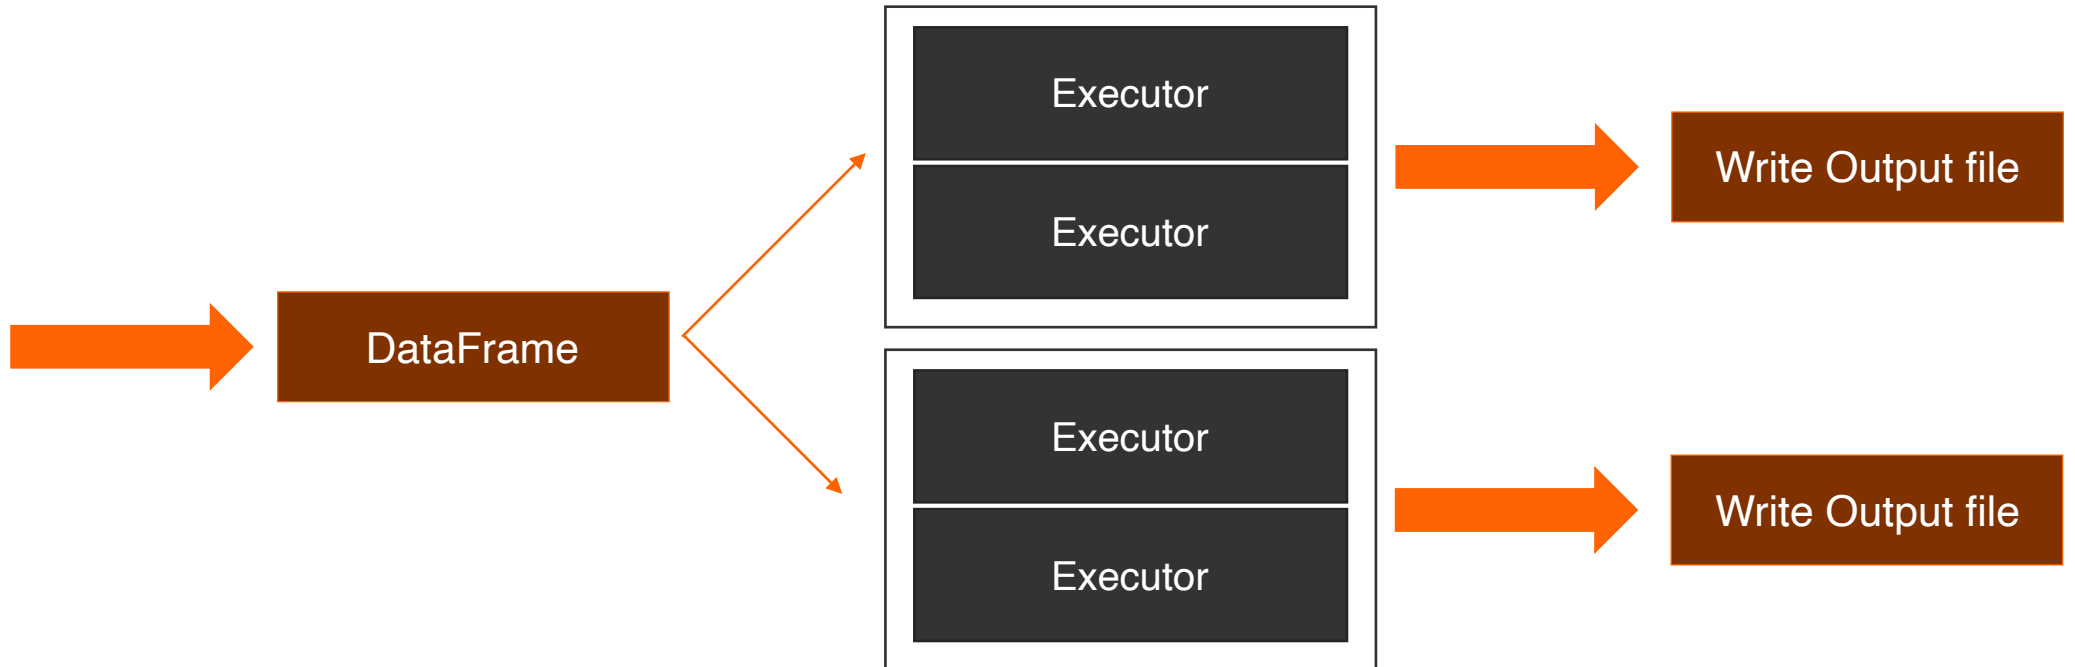 Executor
Executor
Write Output file
DataFrame
Executor
Executor
Write Output file